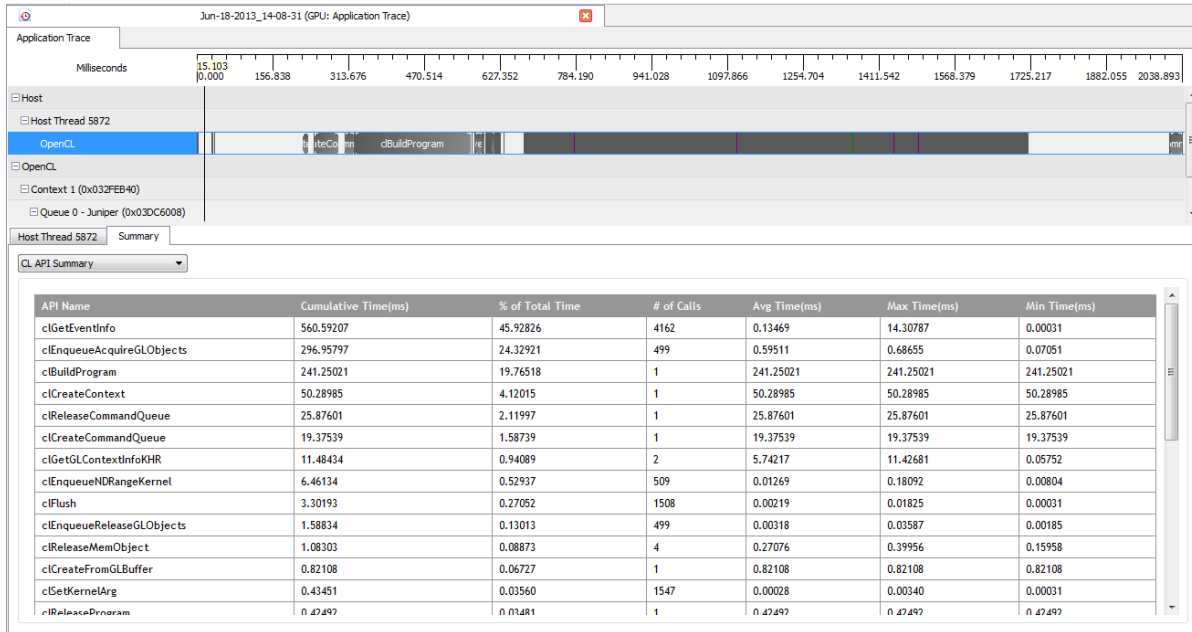 Jun-18-2013_14-08-31 (GPU: Application Trace)
Application Trace
Milliseconds
15.103
0.000 156.838 313.676 470.514 627.352 784.190 941.028 1097.866 1254.704 1411.542 1568.379 1725.217 1882.055 2038.893
Host
Host Thread 5872
OpenCL clBuildProgram
OpenCL
Context 1 (0x032FEB40)
Queue 0 - Juniper (0x03DC6008)
Host Thread 5872 Summary
CL API Summary
API Name Cumulative Time(ms) % of Total Time # of Calls Avg Time(ms) Max Time(ms) Min Time(ms)
clGetEventInfo 560.59207 45.92826 4162 0.13469 14.30787 0.00031
clEnqueueAcquireGLObjects 296.95797 24.32921 499 0.59511 0.68655 0.07051
clBuildProgram 241.25021 19.76518 1 241.25021 241.25021 241.25021
clCreateContext 50.28985 4.12015 1 50.28985 50.28985 50.28985
clReleaseCommandQueue 25.87601 2.11997 1 25.87601 25.87601 25.87601
clCreateCommandQueue 19.37539 1.58739 1 19.37539 19.37539 19.37539
clGetGLContextInfoKHR 11.48434 0.94089 2 5.74217 11.42681 0.05752
clEnqueueNDRangeKernel 6.46134 0.52937 509 0.01269 0.18092 0.00804
clFlush 3.30193 0.27052 1508 0.00219 0.01825 0.00031
clEnqueueReleaseGLObjects 1.58834 0.13013 499 0.00318 0.03587 0.00185
clReleaseMemObject 1.08303 0.08873 4 0.27076 0.39956 0.15958
clCreateFromGLBuffer 0.82108 0.06727 1 0.82108 0.82108 0.82108
clSetKernelArg 0.43451 0.03560 1547 0.00028 0.00340 0.00031
clReleaseProgram 0.42492 0.03481 1 0.42492 0.42492 0.42492